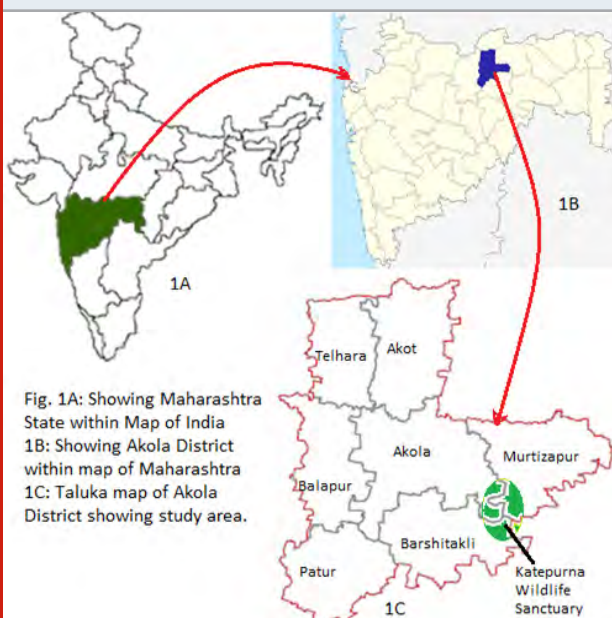 1A
1B
Telhara
Akot
Fig. 1A: Showing Maharashtra
State within Map of India
1B: Showing Akola District
within map of Maharashtra
1C: Taluka map of Akola
District showing study area.
Akola
Murtizapur
Balapur
Barshitakli
Patur
Katepurna
Wildlife
Sanctuary
1C